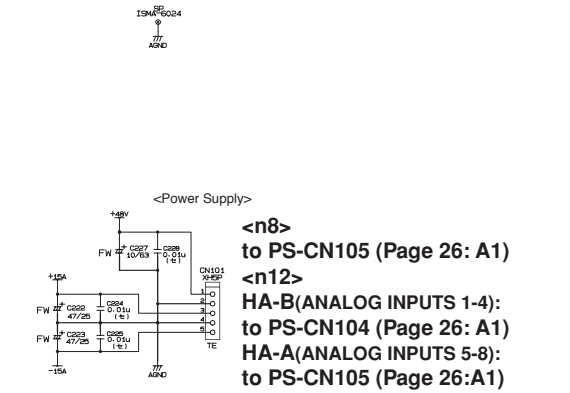 SP
ISMA-6024
AGND
<Power Supply>
+48V
FW + C227 10/63
C228 0.01u (セ)
CN101
XH5P
1
2
3
4
5
TE
+15A
FW + C222 47/25
C224 0.01u (セ)
FW + C223 47/25
C225 0.01u (セ)
-15A
AGND
<n8>
to PS-CN105 (Page 26: A1)
<n12>
HA-B(ANALOG INPUTS 1-4):
to PS-CN104 (Page 26: A1)
HA-A(ANALOG INPUTS 5-8):
to PS-CN105 (Page 26:A1)